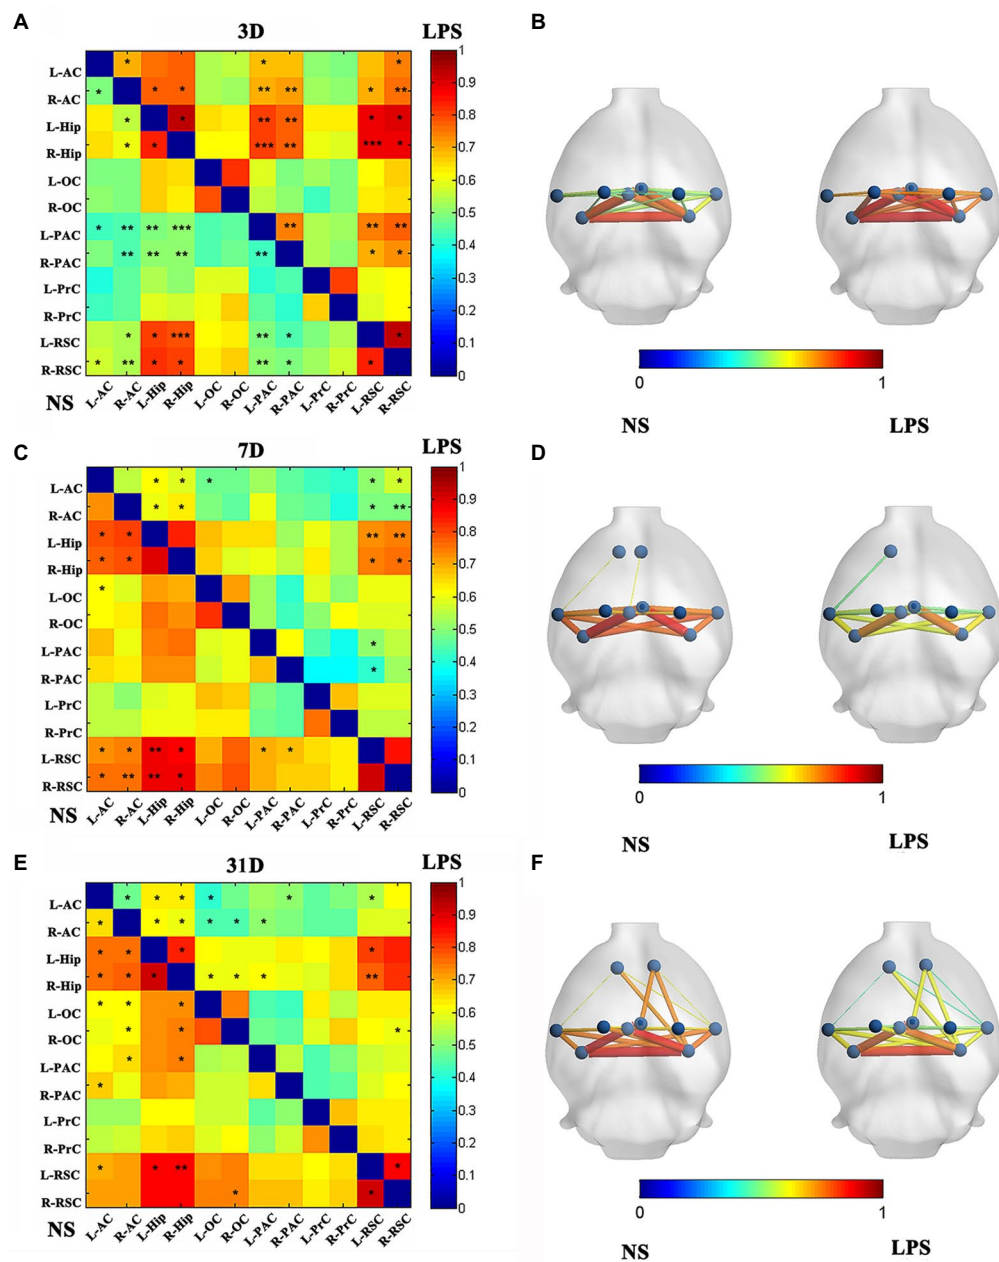 A
3D
LPS
B
L-AC * * *
R-AC * * * ** ** * **
L-Hip * * ** ** * *
R-Hip * * *** ** *** *
L-OC
R-OC
L-PAC * ** ** *** ** ** **
R-PAC ** ** ** ** * *
L-PrC
R-PrC
L-RSC * * *** ** * *
R-RSC * ** * * ** * *
1
0.9
0.8
0.7
0.6
0.5
0.4
0.3
0.2
0.1
0
NS
L-AC R-AC L-Hip R-Hip L-OC R-OC L-PAC R-PAC L-PrC R-PrC L-RSC R-RSC
0 1
NS LPS
C
7D
LPS
D
L-AC * * * * *
R-AC * * * **
L-Hip * * ** **
R-Hip * * * *
L-OC *
R-OC
L-PAC *
R-PAC *
L-PrC
R-PrC
L-RSC * * ** * * *
R-RSC * ** ** *
1
0.9
0.8
0.7
0.6
0.5
0.4
0.3
0.2
0.1
0
NS
L-AC R-AC L-Hip R-Hip L-OC R-OC L-PAC R-PAC L-PrC R-PrC L-RSC R-RSC
0 1
NS LPS
E
31D
LPS
F
L-AC * * * * * *
R-AC * * * * * *
L-Hip * * * *
R-Hip * * * * * * **
L-OC * * *
R-OC * * *
L-PAC * *
R-PAC *
L-PrC
R-PrC
L-RSC * * ** *
R-RSC * *
1
0.9
0.8
0.7
0.6
0.5
0.4
0.3
0.2
0.1
0
NS
L-AC R-AC L-Hip R-Hip L-OC R-OC L-PAC R-PAC L-PrC R-PrC L-RSC R-RSC
0 1
NS LPS